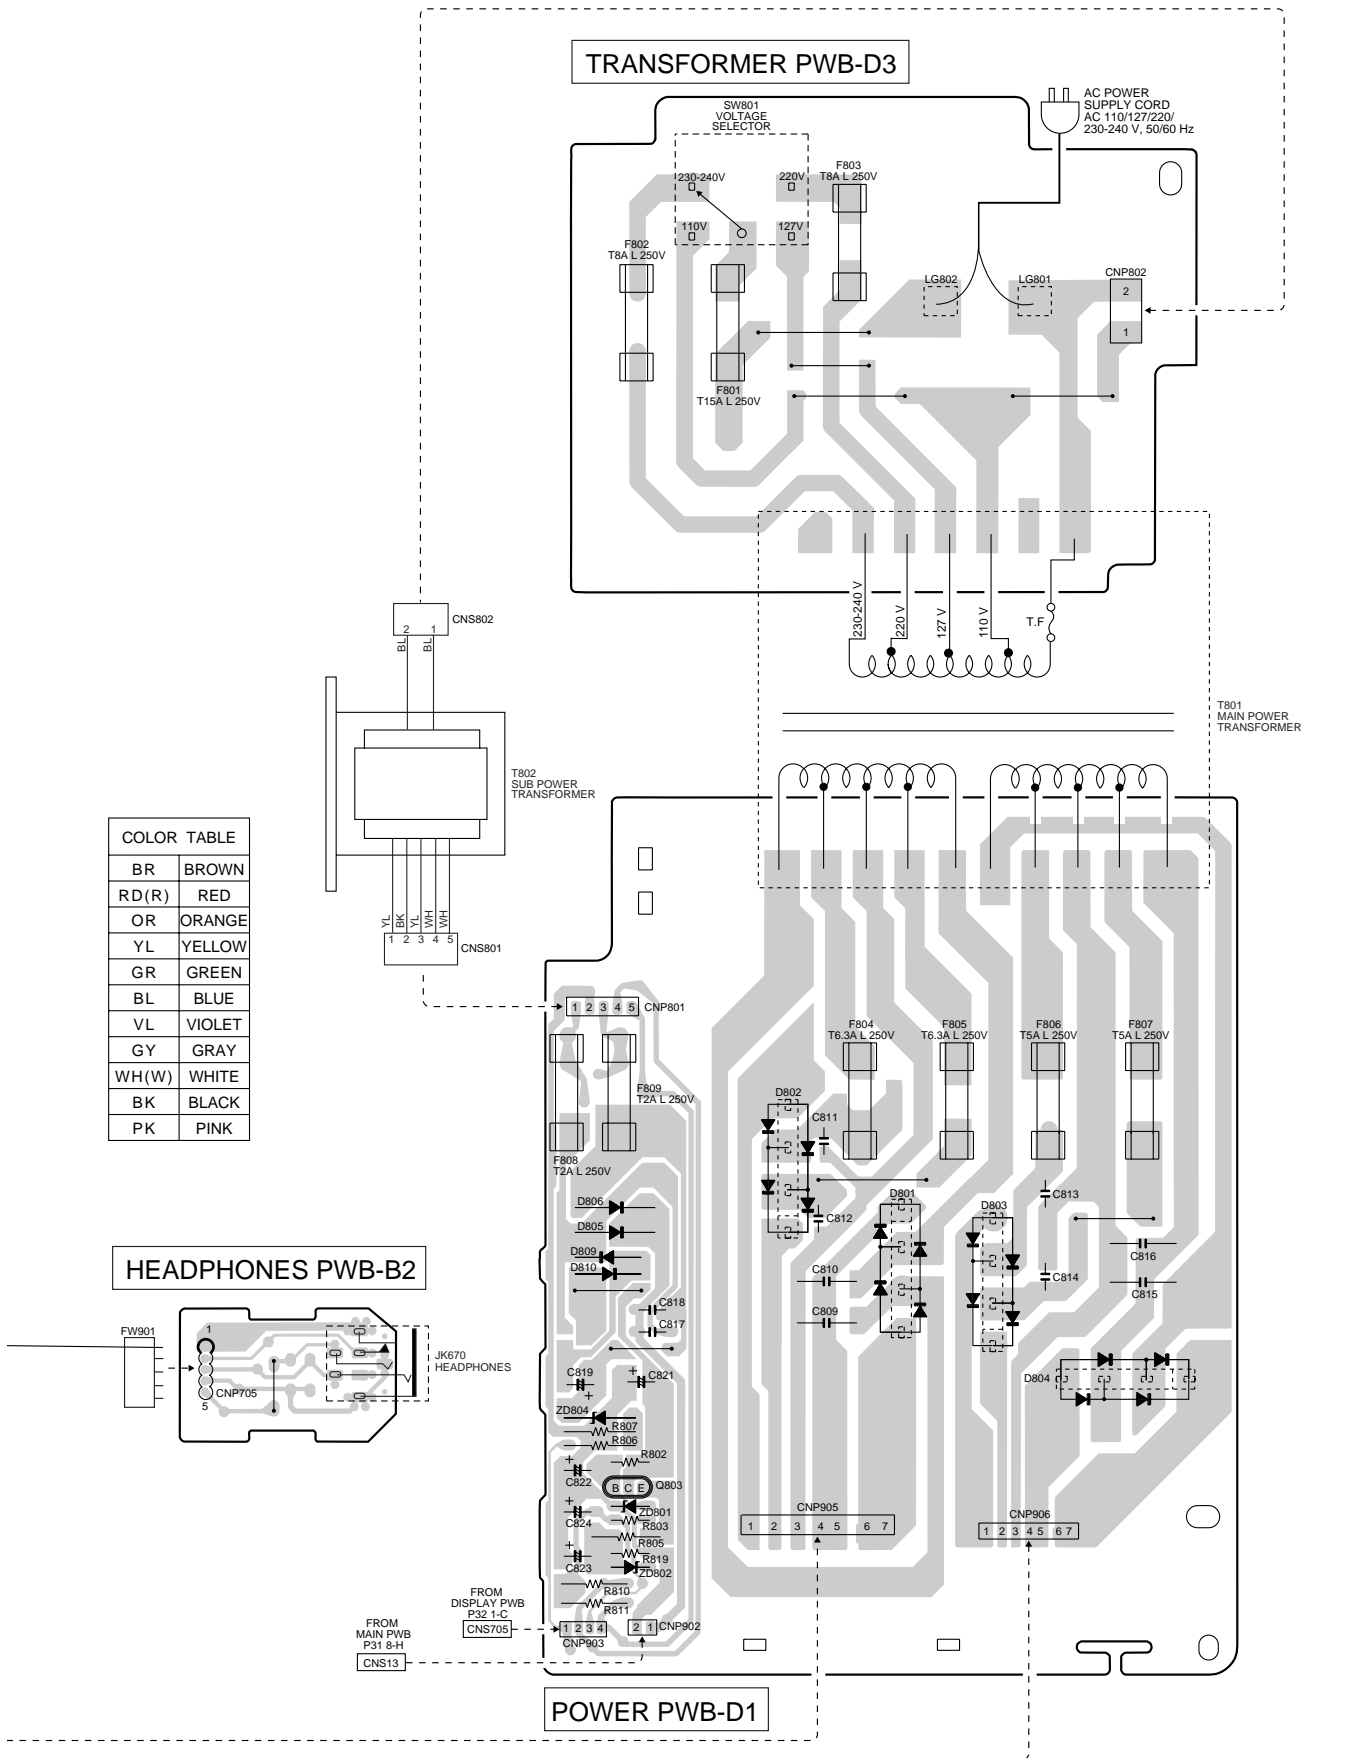 TRANSFORMER PWB-D3
AC POWER
SUPPLY CORD
AC 110/127/220/
230-240 V, 50/60 Hz
SW801
VOLTAGE
SELECTOR
230-240V
220V
110V
127V
F803
T8A L 250V
F802
T8A L 250V
F801
T15A L 250V
LG802
LG801
CNP802
2
1
230-240 V
220 V
127 V
110 V
T.F
CNS802
2 1
BL
BL
T801
MAIN POWER
TRANSFORMER
T802
SUB POWER
TRANSFORMER
YL
BK
YL
WH
WH
1 2 3 4 5
CNS801
COLOR TABLE
BR BROWN
RD(R) RED
OR ORANGE
YL YELLOW
GR GREEN
BL BLUE
VL VIOLET
GY GRAY
WH(W) WHITE
BK BLACK
PK PINK
1 2 3 4 5
CNP801
F804
T6.3A L 250V
F805
T6.3A L 250V
F806
T5A L 250V
F807
T5A L 250V
F809
T2A L 250V
F808
T2A L 250V
D802
C811
C812
D801
D803
C813
C814
C816
C815
C810
C809
D804
D806
D805
D809
D810
C818
C817
C819
+
+
C821
ZD804
R807
R806
R802
+
C822
B C E
Q803
ZD801
+
C824
R803
R805
+
C823
R819
ZD802
R810
R811
1 2 3 4
CNP903
2 1
CNP902
CNP905
1 2 3 4 5 6 7
CNP906
1 2 3 4 5 6 7
HEADPHONES PWB-B2
FW901
1
5
CNP705
JK670
HEADPHONES
FROM
DISPLAY PWB
P32 1-C
CNS705
FROM
MAIN PWB
P31 8-H
CNS13
POWER PWB-D1